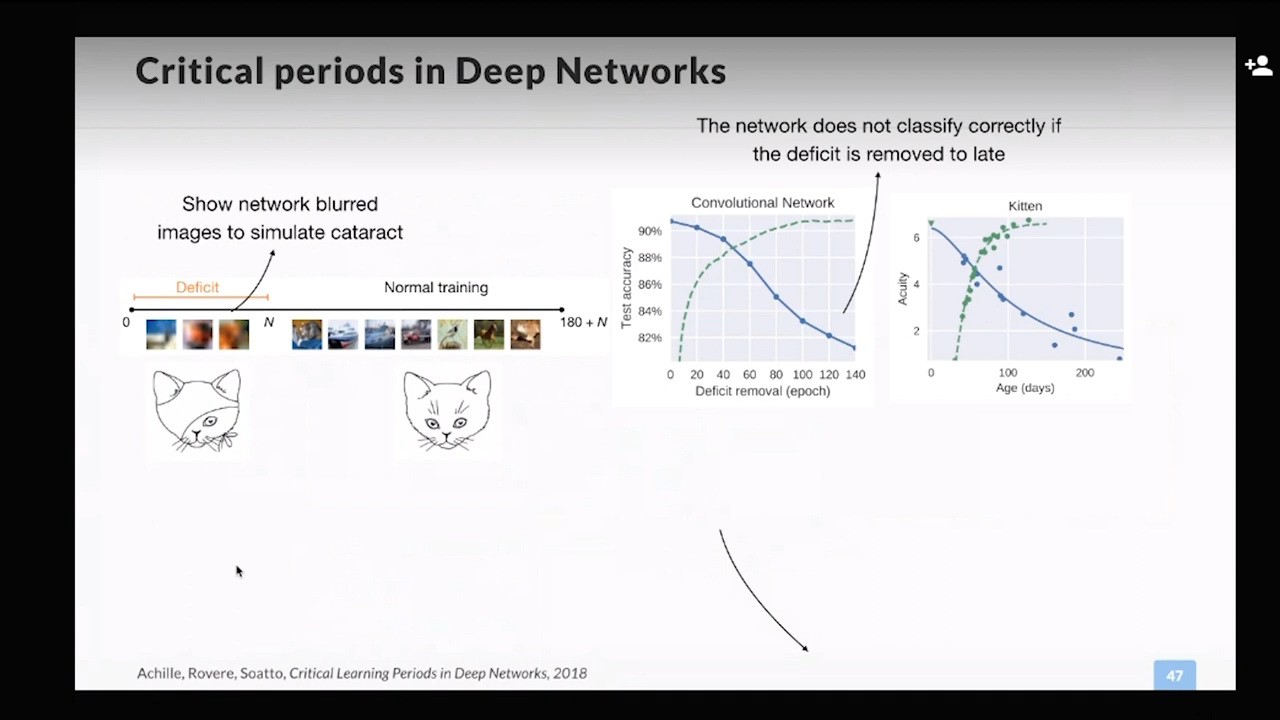 Critical periods in Deep Networks
The network does not classify correctly if
the deficit is removed to late
Show network blurred
images to simulate cataract
Deficit
Normal training
0
N
180 + N
Convolutional Network
90%
88%
86%
84%
82%
Test accuracy
0 20 40 60 80 100 120 140
Deficit removal (epoch)
Kitten
6
4
2
Acuity
0 100 200
Age (days)
Achille, Rovere, Soatto, Critical Learning Periods in Deep Networks, 2018
47